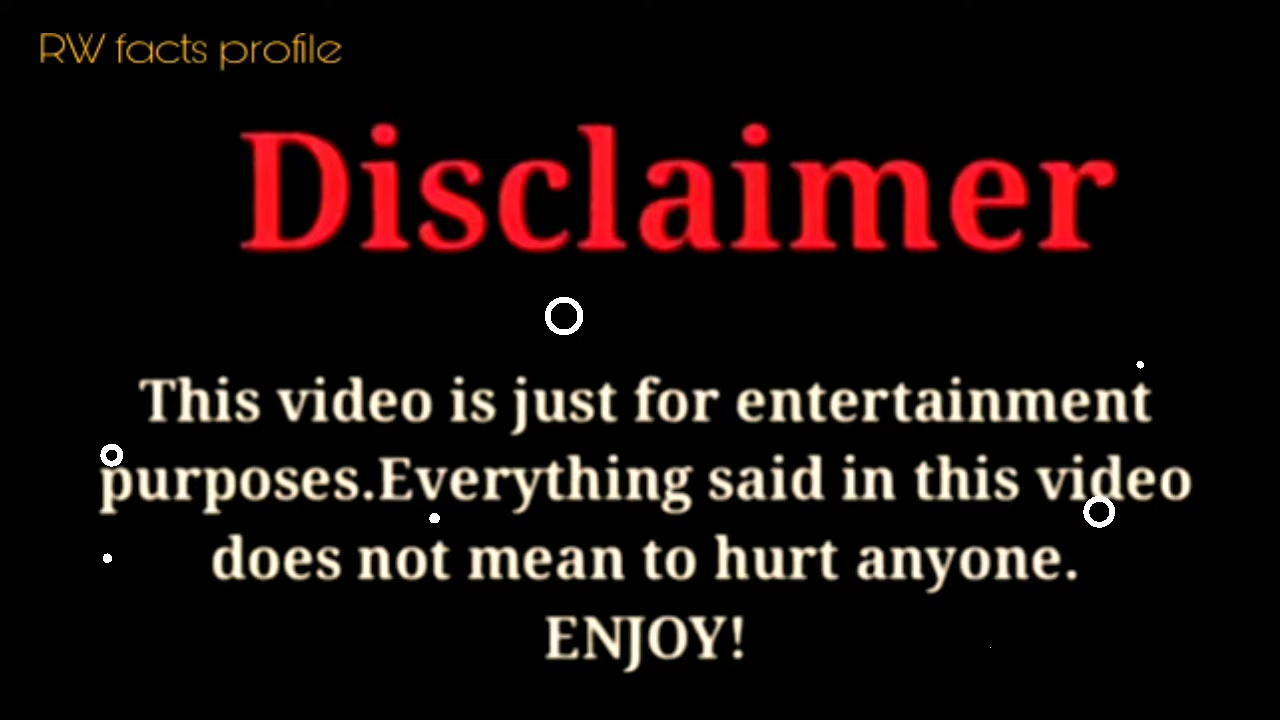 RW facts profile
Disclaimer
This video is just for entertainment
purposes.Everything said in this video
does not mean to hurt anyone.
ENJOY!